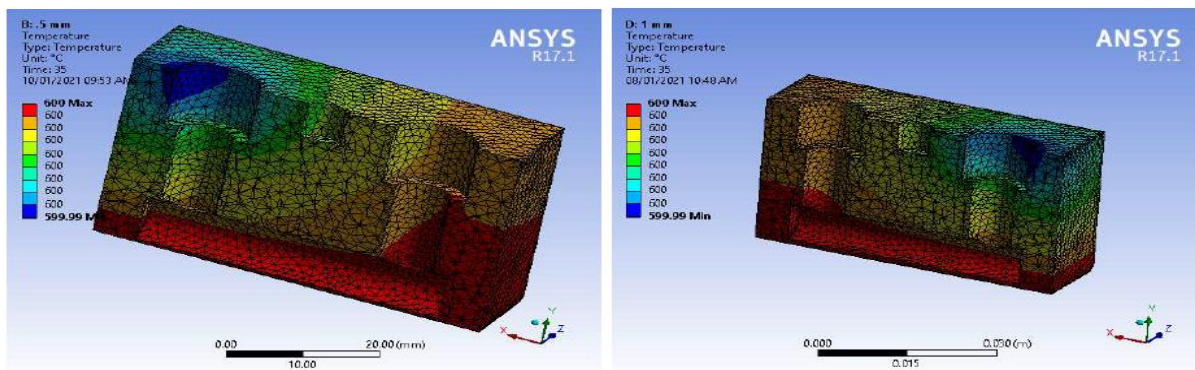 B: .5 mm
Temperature
Type: Temperature
Unit: °C
Time: 35
10/01/2021 09:53 AM
600 Max
600
600
600
600
600
600
600
599.99 Min
ANSYS
R17.1
0.00
20.00 (mm)
10.00
X
Y
Z
D: 1 mm
Temperature
Type: Temperature
Unit: °C
Time: 35
08/01/2021 10:48 AM
600 Max
600
600
600
600
600
600
600
599.99 Min
ANSYS
R17.1
0.000
0.030 (m)
0.015
X
Y
Z